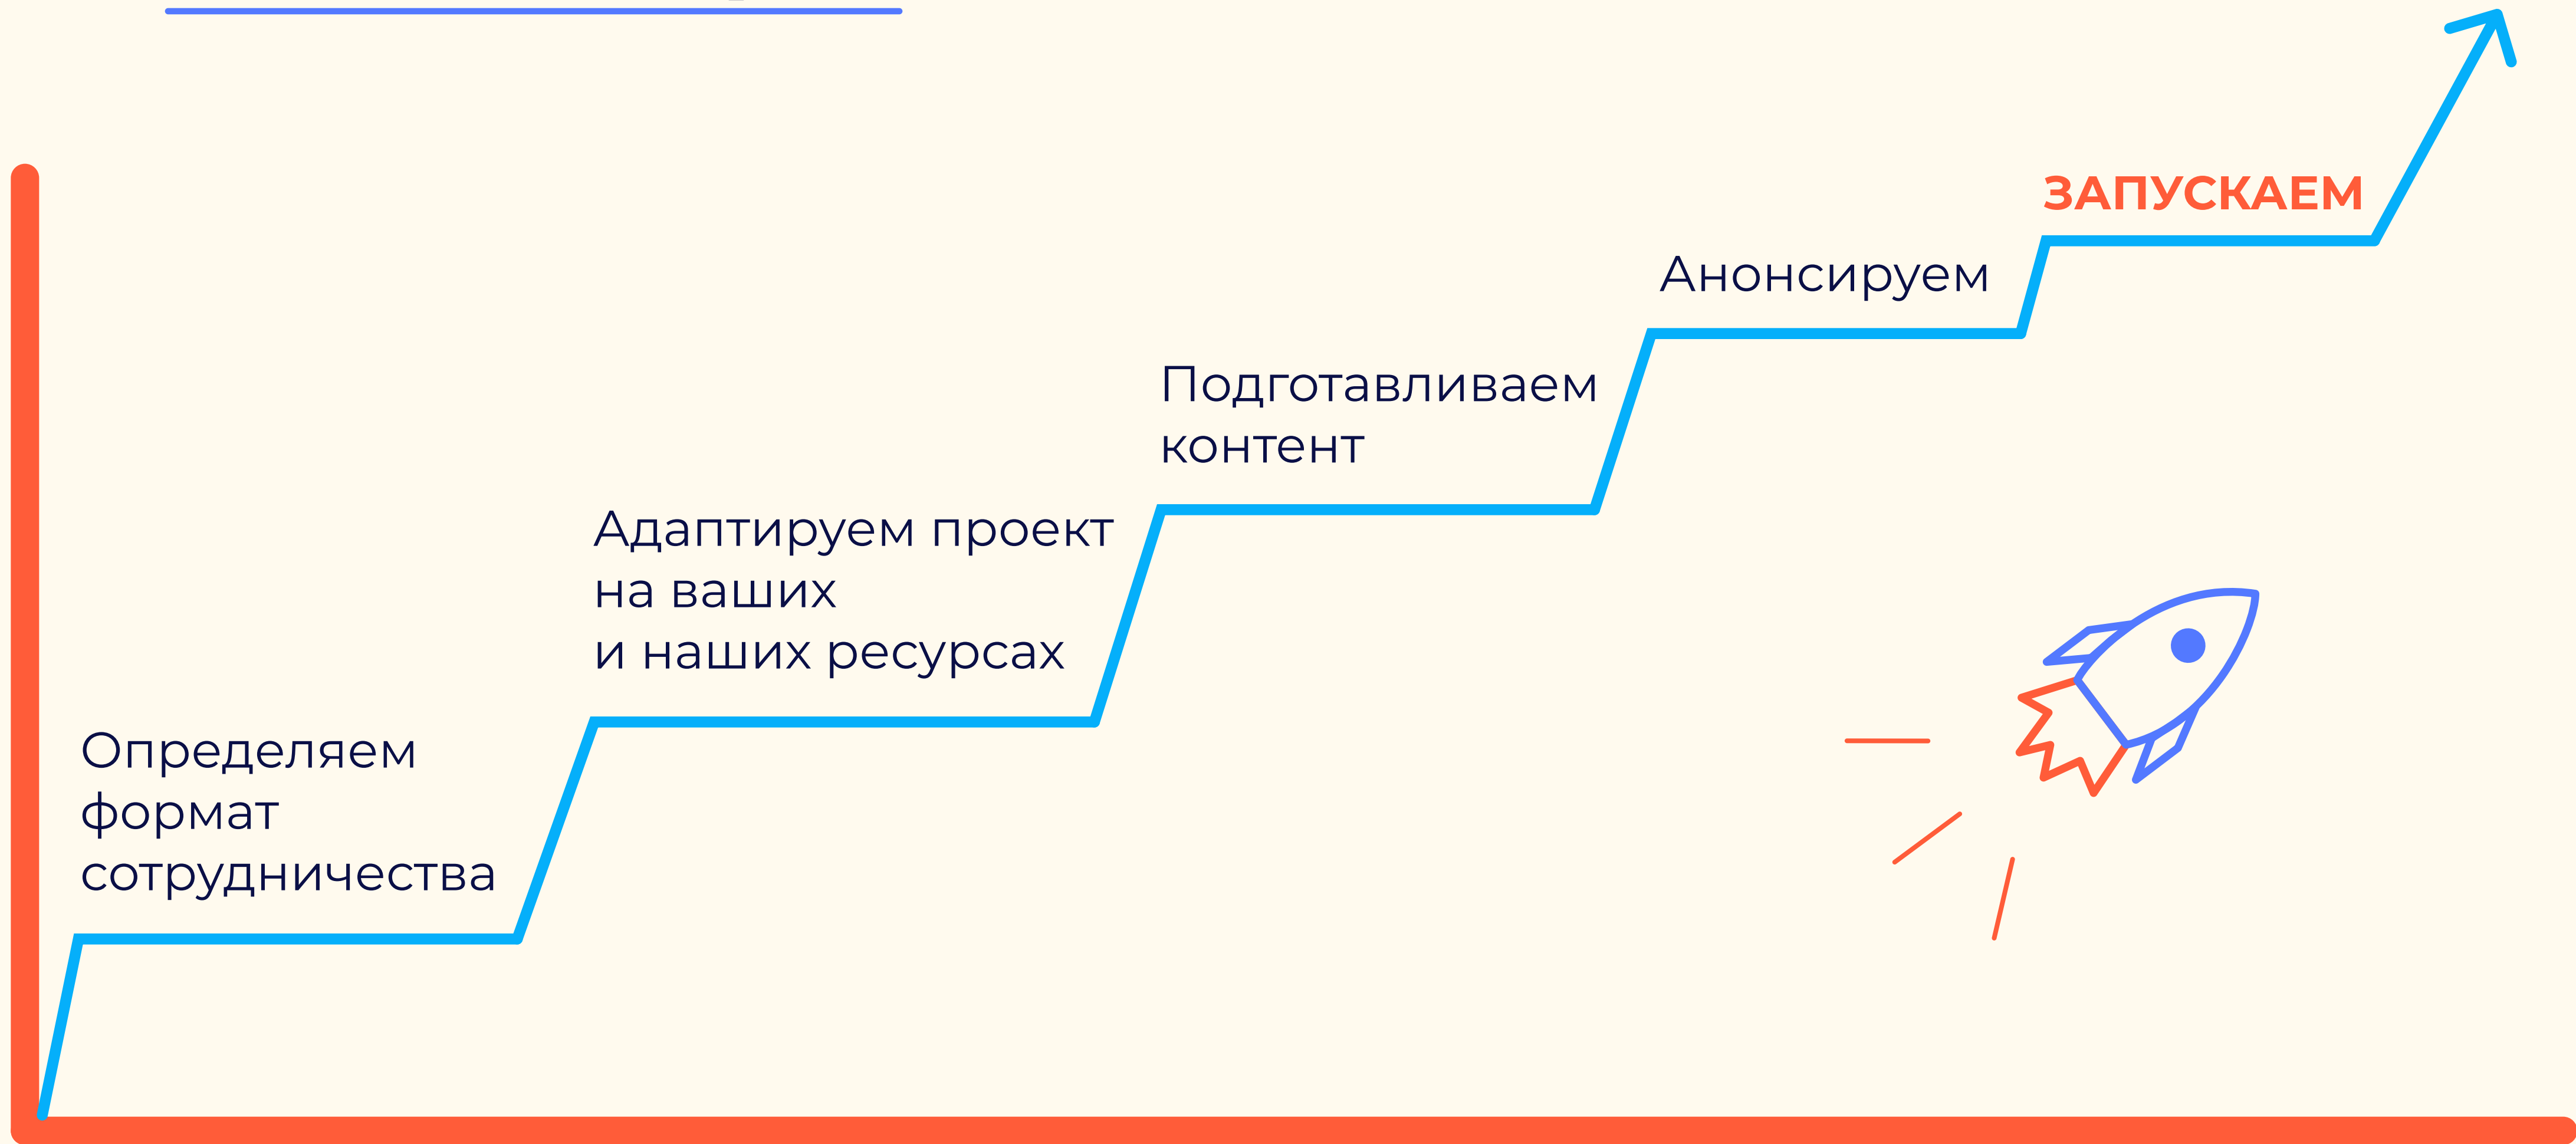 ЗАПУСКАЕМ
Анонсируем
Подготавливаем
контент
Адаптируем проект
на ваших
и наших ресурсах
Определяем
формат
сотрудничества